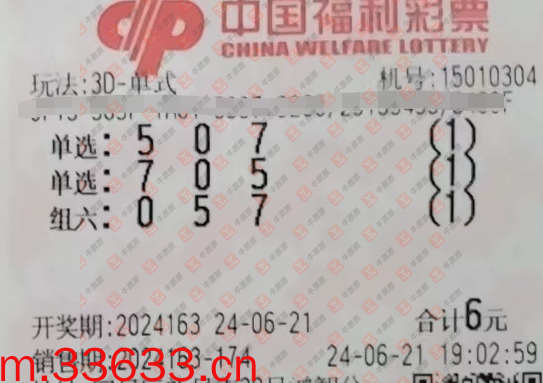 中国福利彩票
CHINA WELFARE LOTTERY
玩法:3D-单式 机号:15010304
单选: 5 0 7 (1)
单选: 7 0 5 (1)
组六: 0 5 7 (1)
开奖期:2024163 24-06-21 合计6元
24-06-21 19:02:59
m.33633.cn